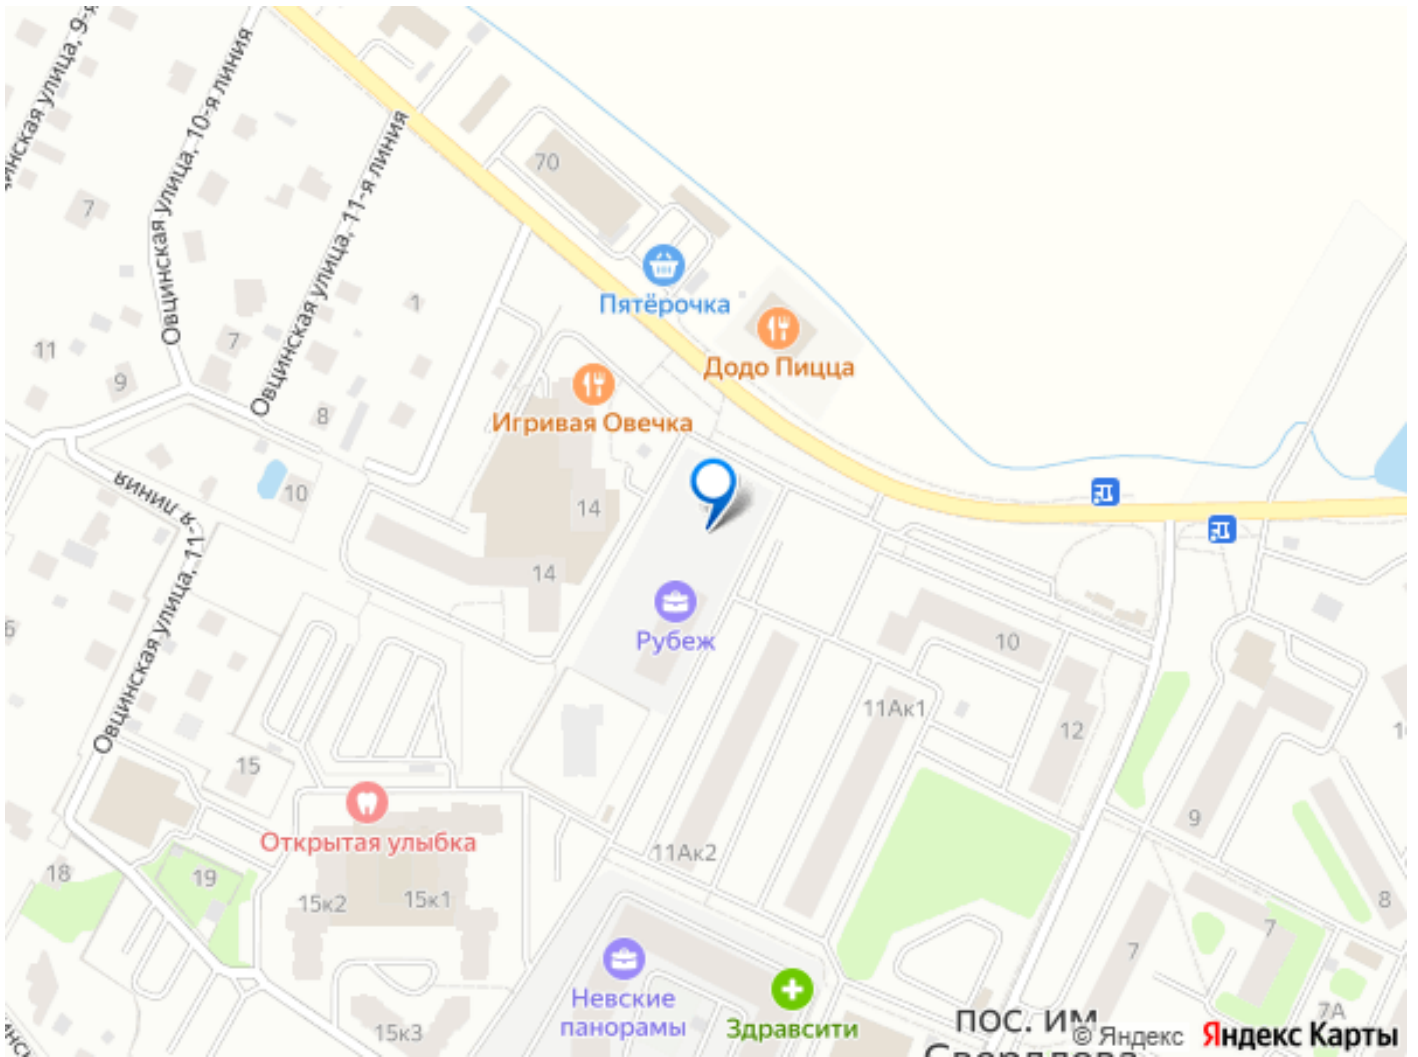 Овцинская улица, 9-я
Овцинская улица, 10-я линия
Овцинская улица, 11-я линия
70
Пятёрочка
7
1
Додо Пицца
11
7
9
8
Игривая Овечка
10
я линия
14
14
Рубеж
10
6
Овцинская улица, 11-
11Ак1
12
15
9
Открытая улыбка
11Ак2
18
19
15к2
15к1
8
7
7
Невские
панорамы
Здравсити
15к3
7А
пос. им.
Свердлова
© Яндекс Яндекс Карты